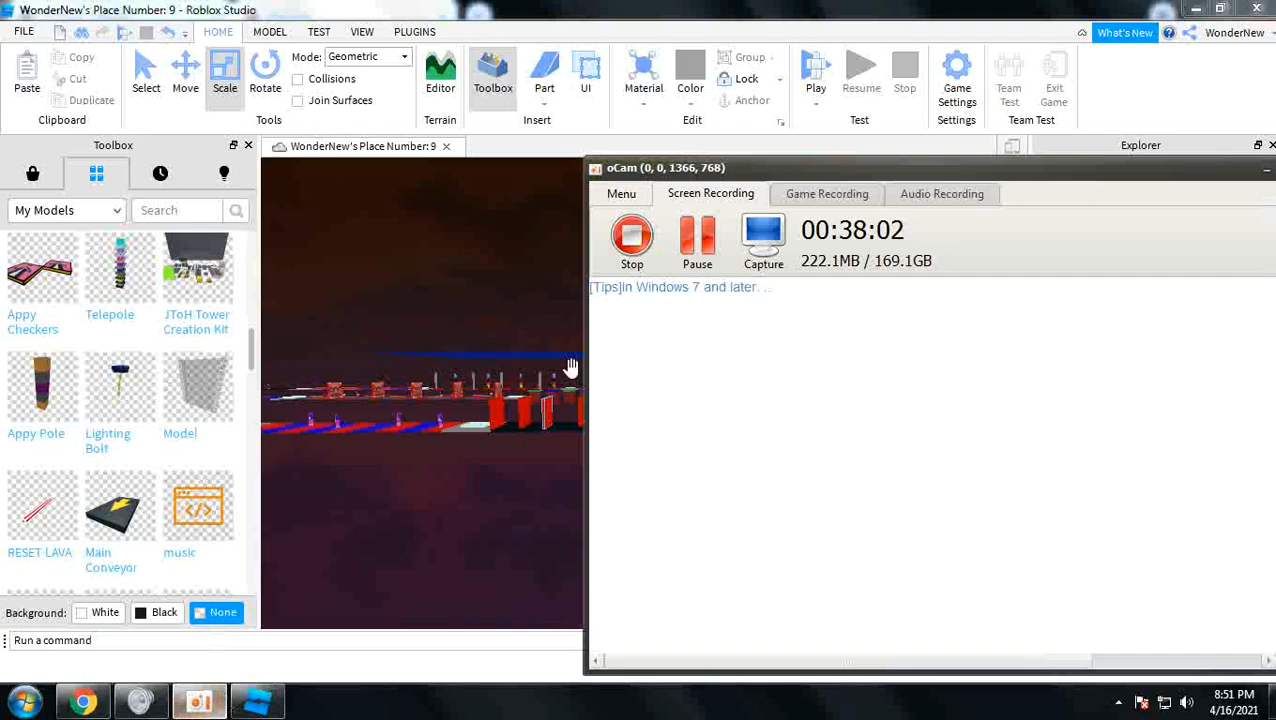 WonderNew's Place Number: 9 - Roblox Studio
FILE
HOME
MODEL
TEST
VIEW
PLUGINS
What's New
WonderNew
Paste
Copy
Cut
Duplicate
Clipboard
Select
Move
Scale
Rotate
Mode: Geometric
Collisions
Join Surfaces
Tools
Editor
Terrain
Toolbox
Part
UI
Insert
Material
Color
Group
Lock
Anchor
Edit
Play
Resume
Stop
Test
Game Settings
Settings
Team Test
Exit Game
Team Test
Toolbox
WonderNew's Place Number: 9
Explorer
My Models
Search
Appy Checkers
Telepole
JToH Tower Creation Kit
Appy Pole
Lighting Bolt
Model
RESET LAVA
Main Conveyor
music
Background:
White
Black
None
Run a command
oCam (0, 0, 1366, 768)
Menu
Screen Recording
Game Recording
Audio Recording
Stop
Pause
Capture
00:38:02
222.1MB / 169.1GB
[Tips]In Windows 7 and later. ...
8:51 PM
4/16/2021